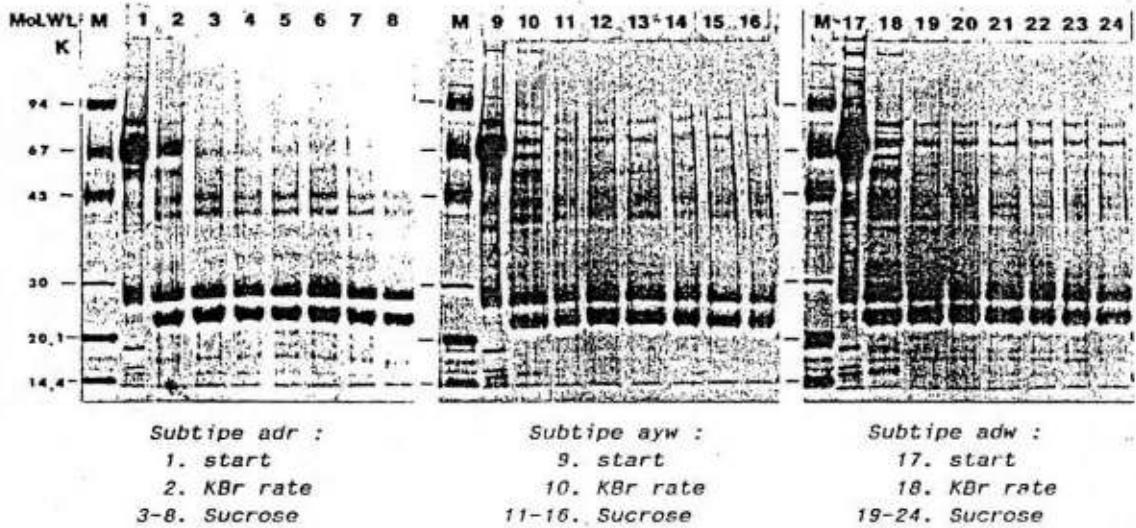 MoLWt. M 1 2 3 4 5 6 7 8 M 9 10 11 12 13 14 15 16 M 17 18 19 20 21 22 23 24
K
94
67
43
30
20,1
14,4
Subtipe adr :
1. start
2. KBr rate
3-8. Sucrose
Subtipe ayw :
9. start
10. KBr rate
11-16. Sucrose
Subtipe adw :
17. start
18. KBr rate
19-24. Sucrose